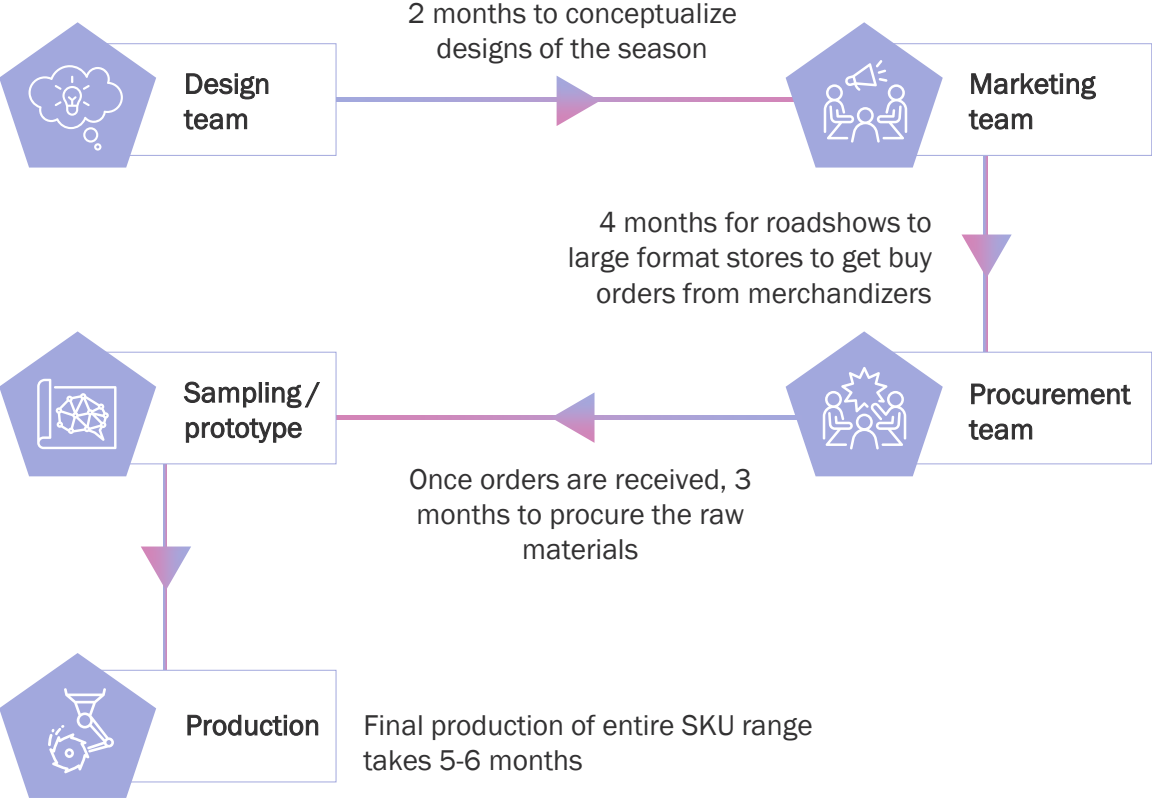 2 months to conceptualize
designs of the season
Design
team
Marketing
team
4 months for roadshows to
large format stores to get buy
orders from merchandizers
Sampling /
prototype
Procurement
team
Once orders are received, 3
months to procure the raw
materials
Production
Final production of entire SKU range
takes 5-6 months